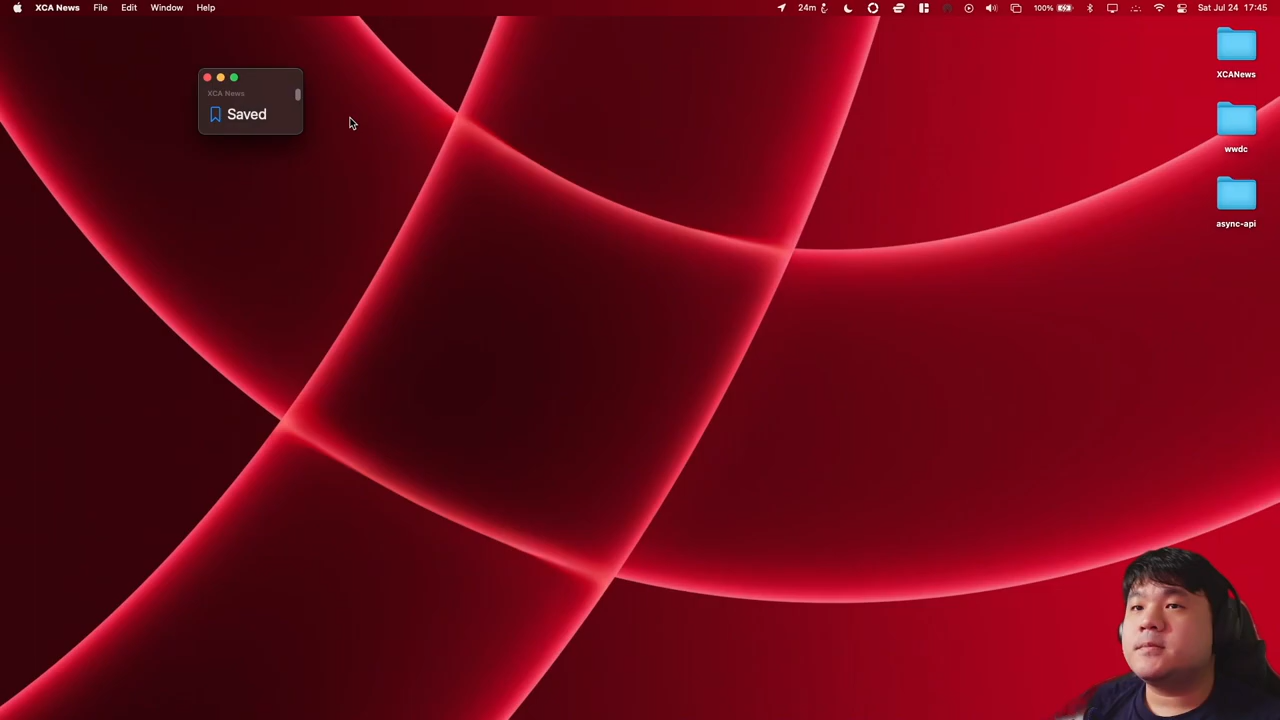 XCA News File Edit Window Help 24m 100% Sat Jul 24 17:45
XCA News
Saved
XCANews
wwdc
async-api